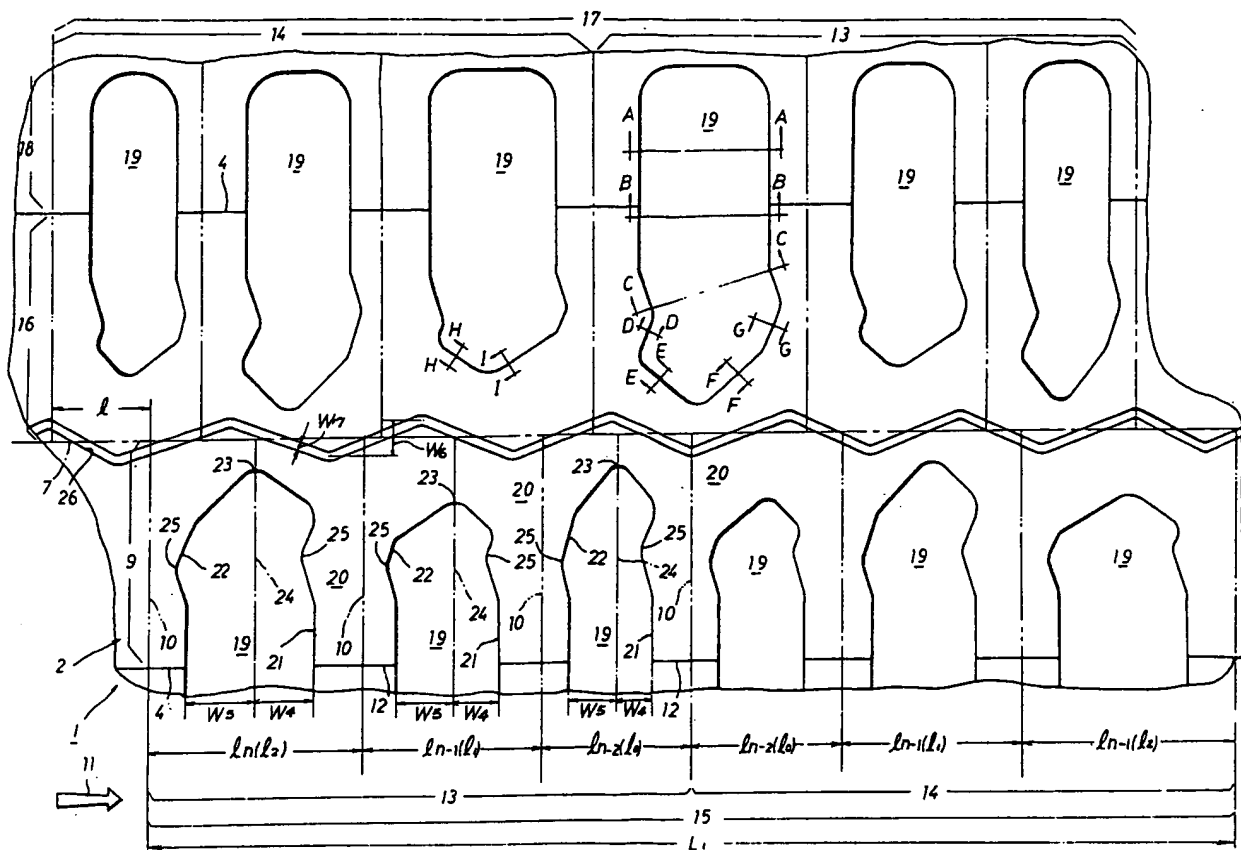 17
14 13
A A
19 19 19 19 19 19
18 4 B B
C C
16 D D G G
H H I I E E F F
l W7 W6
7 26 23 23 20 23 20
25 22 25 25 22 25 25 22 25
9 20 24 24 24 19 19 19
10 10 10 10
2 19 21 19 21 19 21
1 4 12 12
W5 W4 W5 W4 W5 W4
ln(l2) ln-1(l1) ln-2(l0) ln-2(l0) ln-1(l1) ln-1(l2)
11
13 14
15
L1